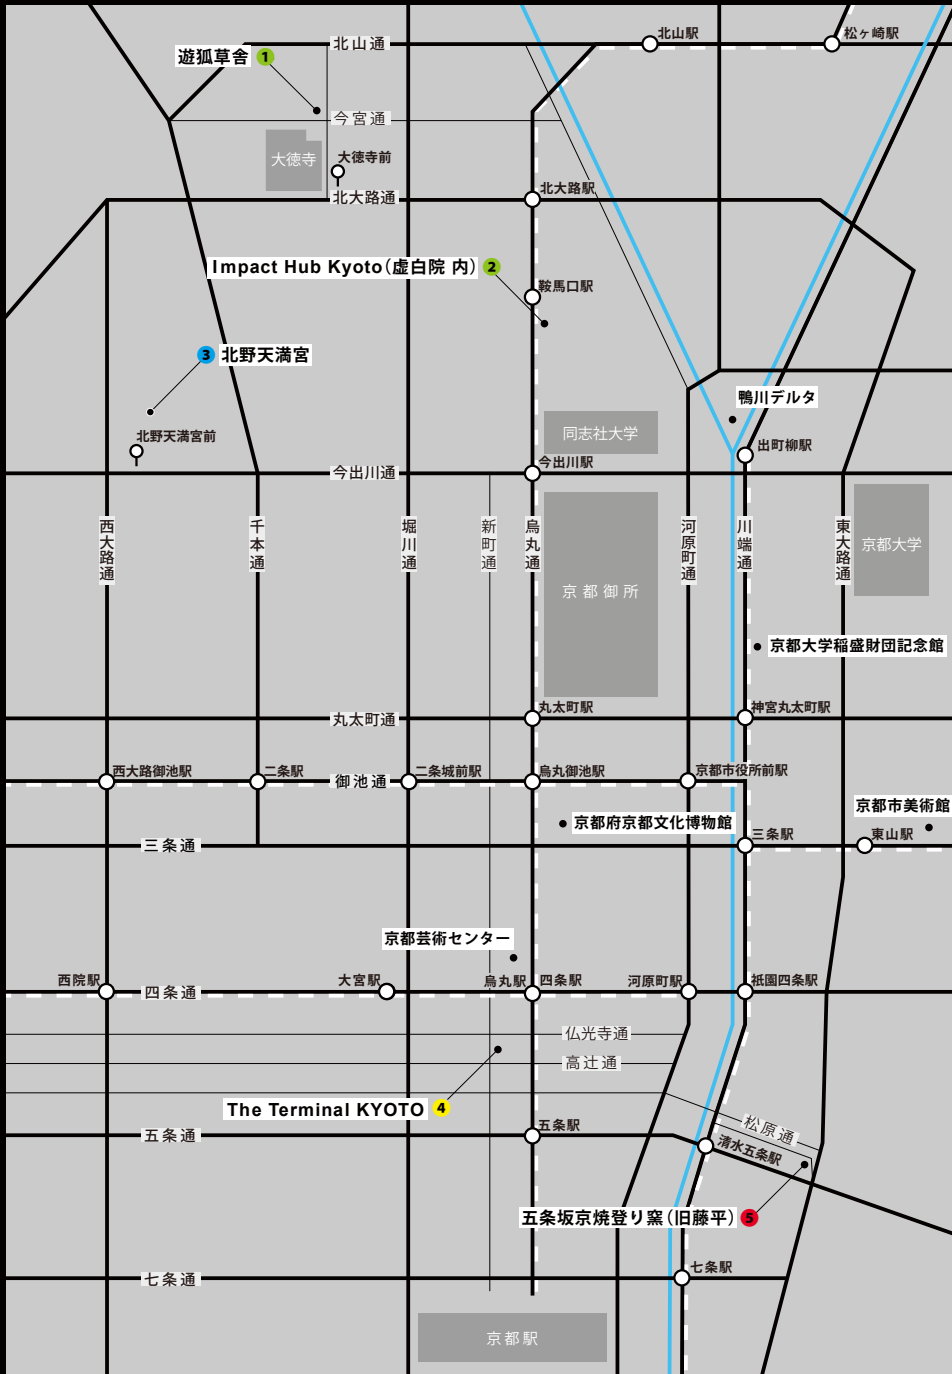 北山駅
松ヶ崎駅
北山通
遊狐草舎 1
今宮通
大徳寺
大徳寺前
北大路駅
北大路通
Impact Hub Kyoto(虚白院 内) 2
鞍馬口駅
3 北野天満宮
鴨川デルタ
同志社大学
北野天満宮前
出町柳駅
今出川駅
今出川通
西大路通
千本通
堀川通
新町通
烏丸通
河原町通
川端通
東大路通
京都大学
京都御所
京都大学稲盛財団記念館
丸太町駅
神宮丸太町駅
丸太町通
西大路御池駅
二条駅
御池通
二条城前駅
烏丸御池駅
京都市役所前駅
京都市美術館
京都府京都文化博物館
三条駅
東山駅
三条通
京都芸術センター
西院駅
四条通
大宮駅
烏丸駅
四条駅
河原町駅
祇園四条駅
仏光寺通
高辻通
The Terminal KYOTO 4
五条駅
松原通
五条通
清水五条駅
五条坂京焼登り窯(旧藤平) 5
七条駅
七条通
京都駅